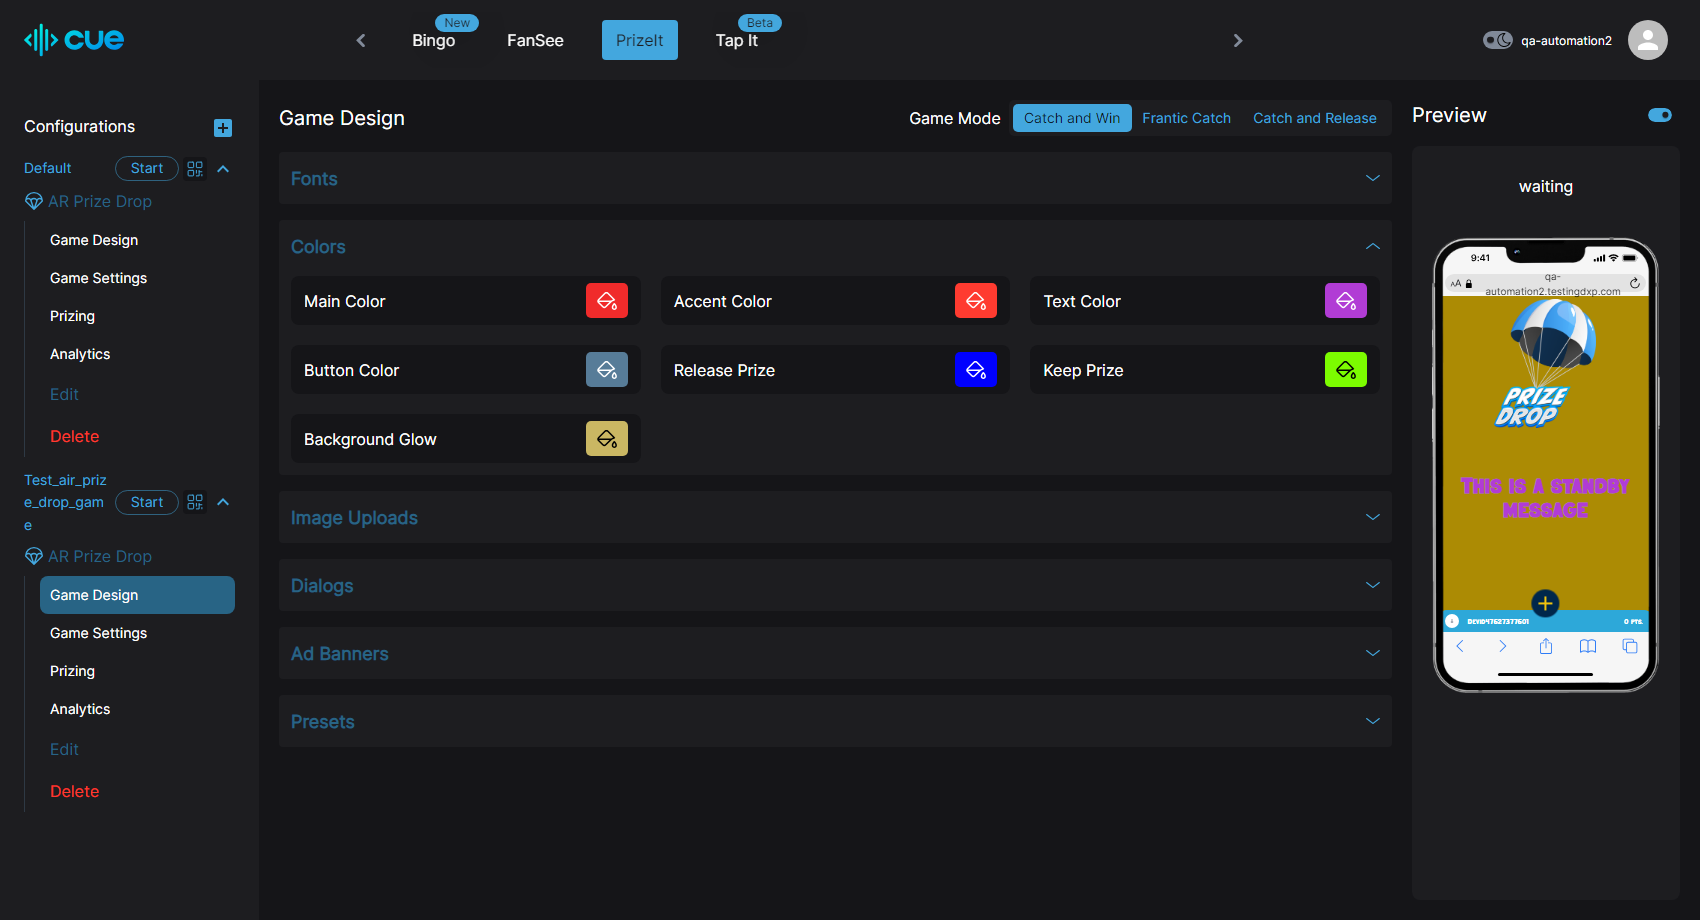 cue
Bingo
New
FanSee
PrizeIt
Tap It
Beta
qa-automation2
Configurations
Default
Start
AR Prize Drop
Game Design
Game Settings
Prizing
Analytics
Edit
Delete
Test_air_priz
e_drop_gam
e
Start
AR Prize Drop
Game Design
Game Settings
Prizing
Analytics
Edit
Delete
Game Design
Game Mode
Catch and Win
Frantic Catch
Catch and Release
Fonts
Colors
Main Color
Accent Color
Text Color
Button Color
Release Prize
Keep Prize
Background Glow
Image Uploads
Dialogs
Ad Banners
Presets
Preview
waiting
9:41
AA
qa-
automation2.testingdxp.com
PRIZE
DROP
THIS IS A STANDBY
MESSAGE
0 PTS.